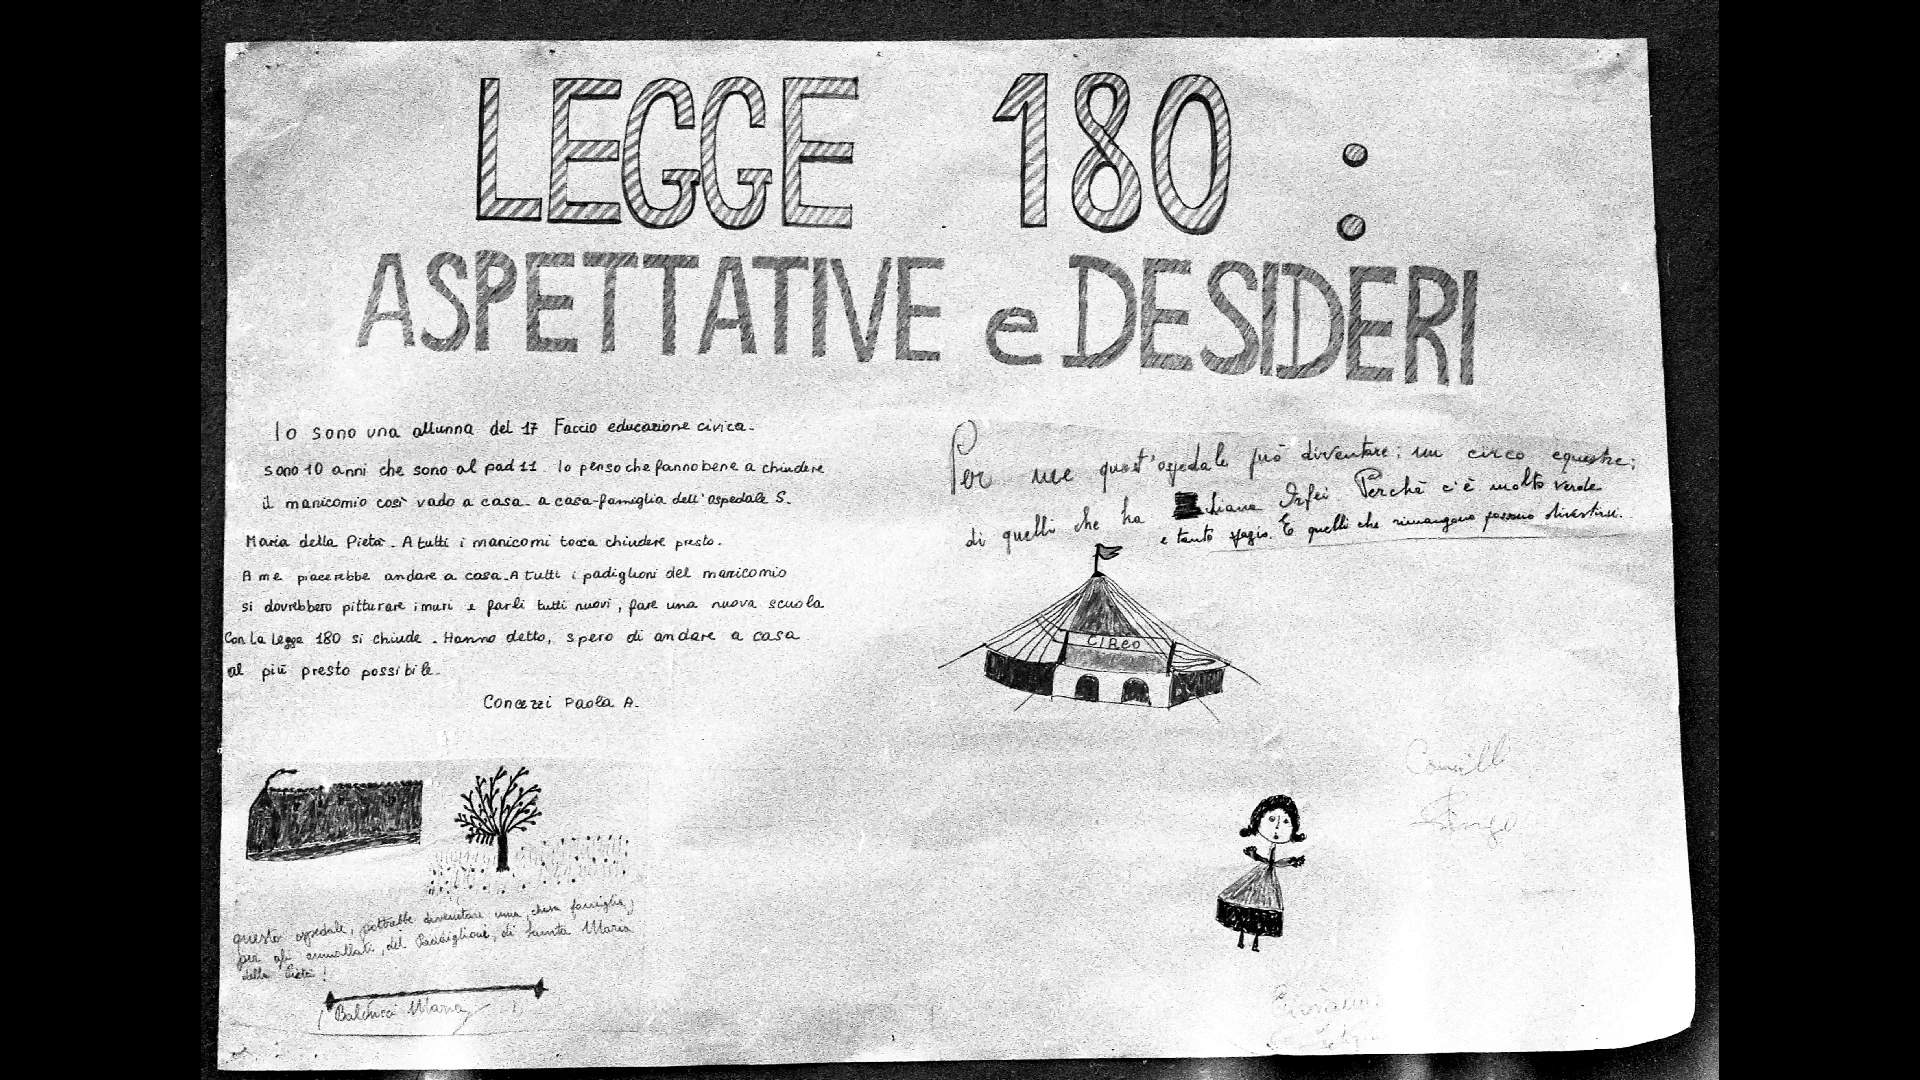 LEGGE 180 :
ASPETTATIVE e DESIDERI
Io sono una allunna del 17 Faccio educazione civica.
sono 10 anni che sono al pad 11. Io penso che fanno bene a chiudere
il manicomio così vado a casa. a casa-famiglia dell'ospedale S.
Maria della Pietà. A tutti i manicomi tocca chiudere presto.
A me piacerebbe andare a casa. A tutti i padiglioni del manicomio
si dovrebbero pitturare i muri e farli tutti nuovi, fare una nuova scuola
Con la legge 180 si chiude. Hanno detto, spero di andare a casa
al più presto possibile.
Concezzi Paola A.
Per me quest'ospedale può diventare: un circo equestre;
di quelli che ha Liana Orfei Perchè c'è molto verde
e tanto spazio. E quelli che rimangono possono divertirsi.
CIRCO
questo ospedale, pottrebbe diventare una, famiglia,
per gli ammallati, del Paddiglione, di Santa Maria
della Pietà!
Maria